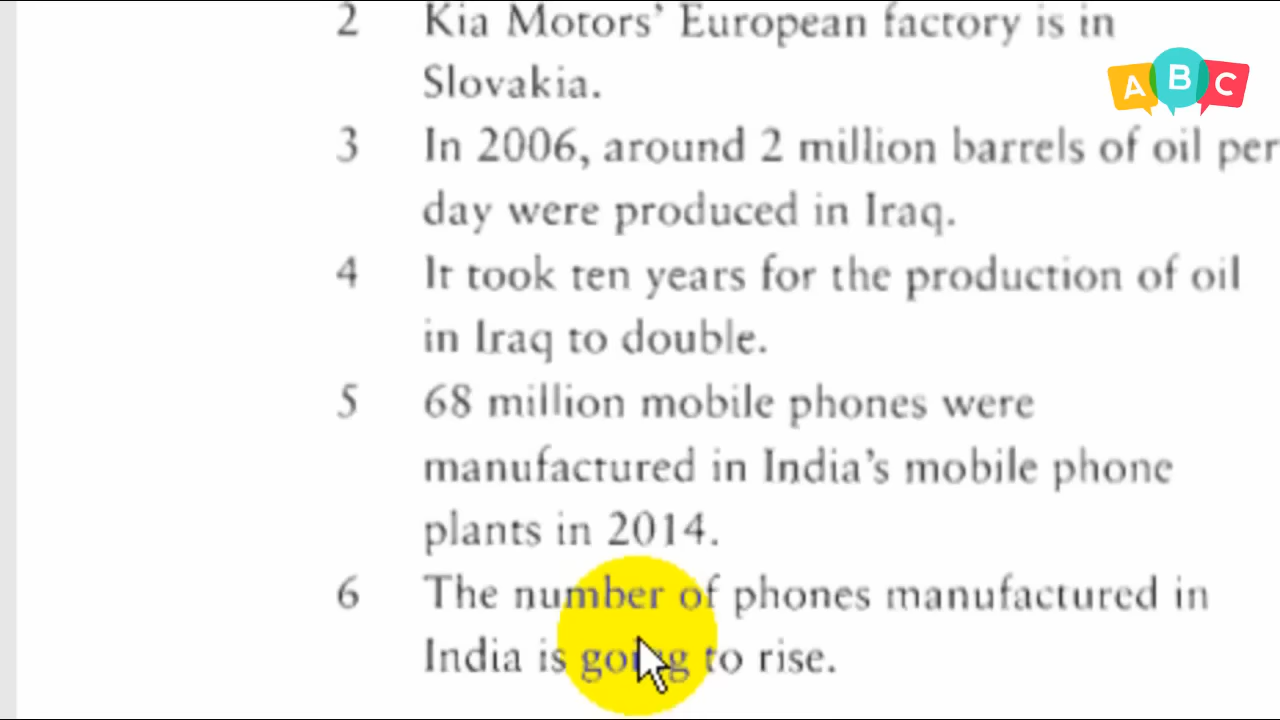 2 Kia Motors' European factory is in
Slovakia.
A B C
3 In 2006, around 2 million barrels of oil per
day were produced in Iraq.
4 It took ten years for the production of oil
in Iraq to double.
5 68 million mobile phones were
manufactured in India's mobile phone
plants in 2014.
6 The number of phones manufactured in
India is going to rise.